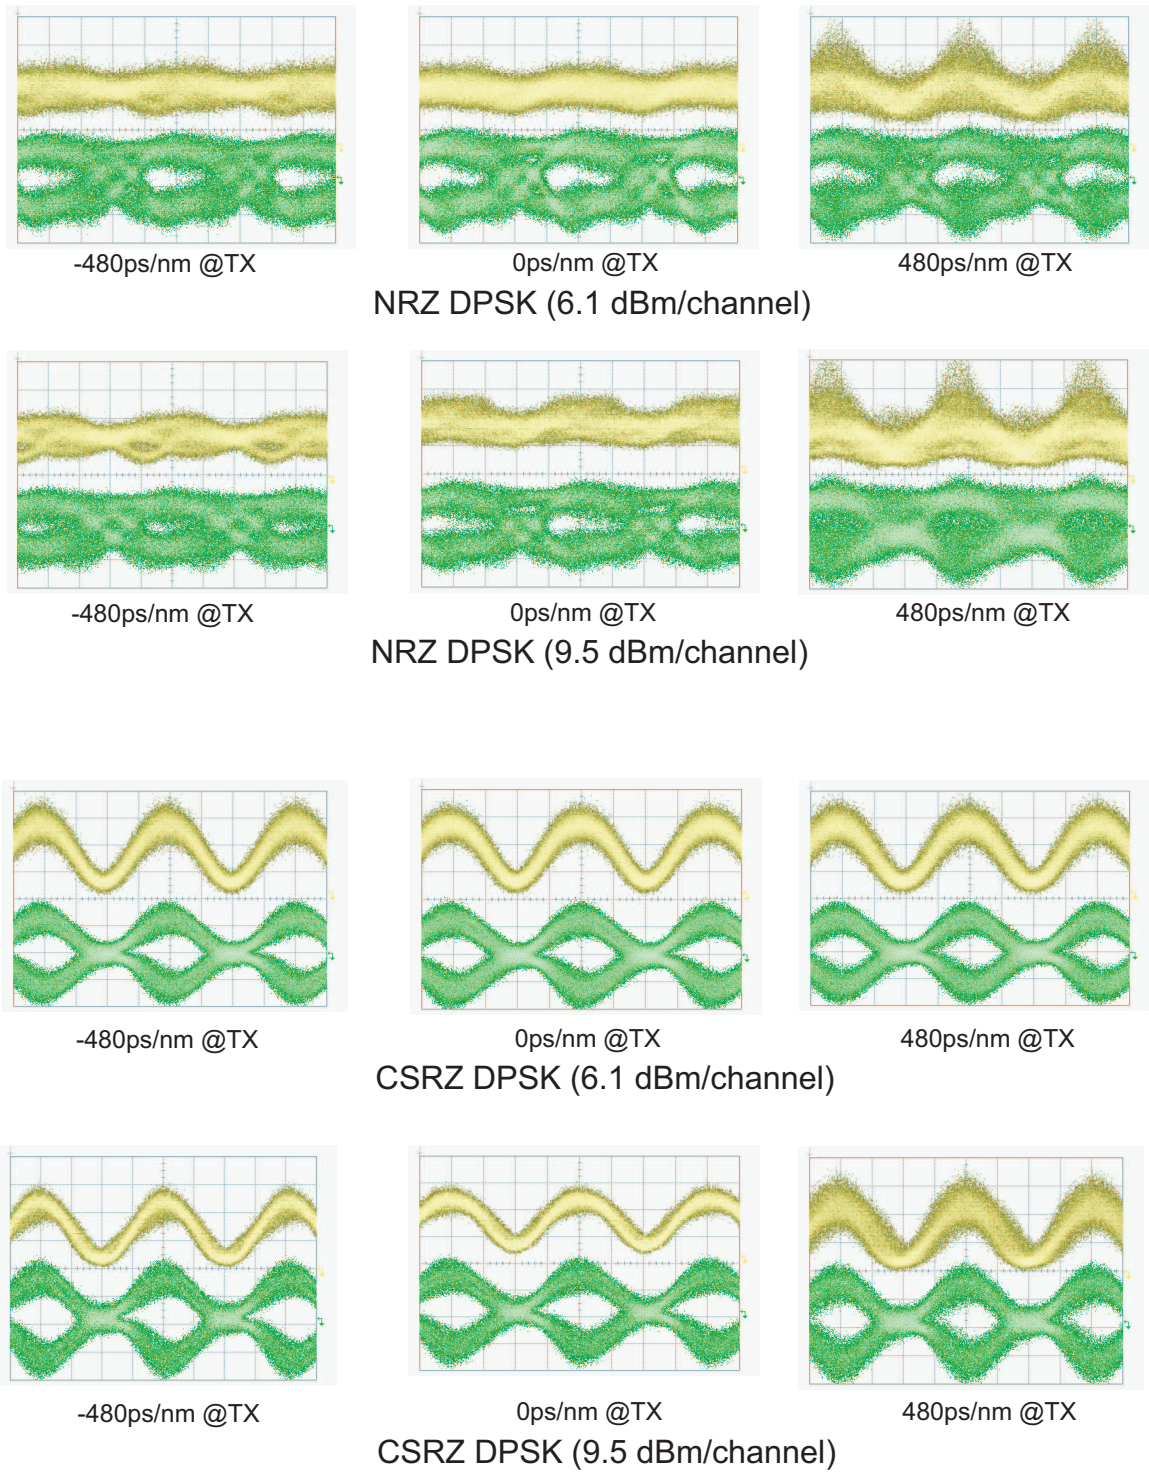 -480ps/nm @TX 0ps/nm @TX 480ps/nm @TX
NRZ DPSK (6.1 dBm/channel)
-480ps/nm @TX 0ps/nm @TX 480ps/nm @TX
NRZ DPSK (9.5 dBm/channel)
-480ps/nm @TX 0ps/nm @TX 480ps/nm @TX
CSRZ DPSK (6.1 dBm/channel)
-480ps/nm @TX 0ps/nm @TX 480ps/nm @TX
CSRZ DPSK (9.5 dBm/channel)